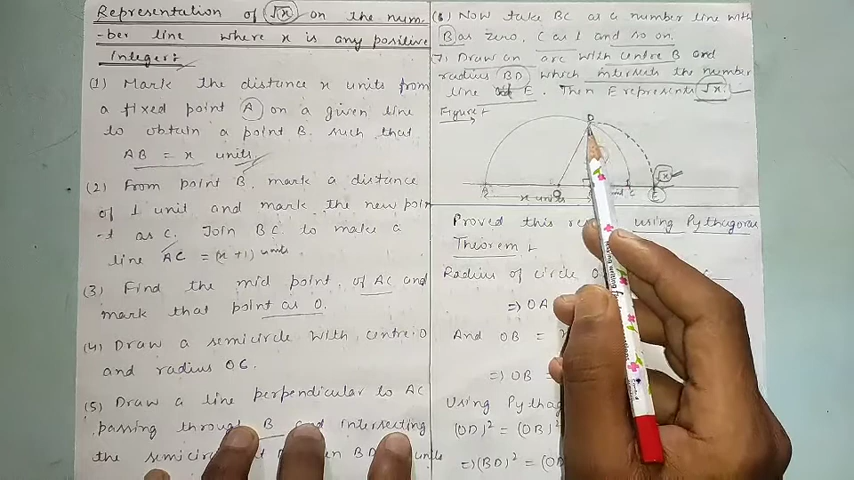 Representation of √x on the num-
-ber line where x is any positive
integer:
(1) Mark the distance x units from
a fixed point A on a given line
to obtain a point B such that
AB = x units
(2) From point B mark a distance
of 1 unit and mark the new poin
-t as C. Join BC to make a
line AC = (x+1) units
(3) Find the mid point of AC and
mark that point as O.
(4) Draw a semicircle with centre O
and radius OC.
(5) Draw a line perpendicular to AC
passing through B and intersecting
the
units
(6) Now take BC as a number line with
B as zero, C as 1 and so on.
(7) Draw an arc with centre B and
radius BD which intersects the number
line at E. Then E represents √x.
Figure
D
√x
A O C E
x units
Proved this using Pythagoras
Theorem
Radius of circle
⇒ OA
And OB =
⇒ OB
Using
(OD)² = (OB)
⇒ (BD)² = (OD